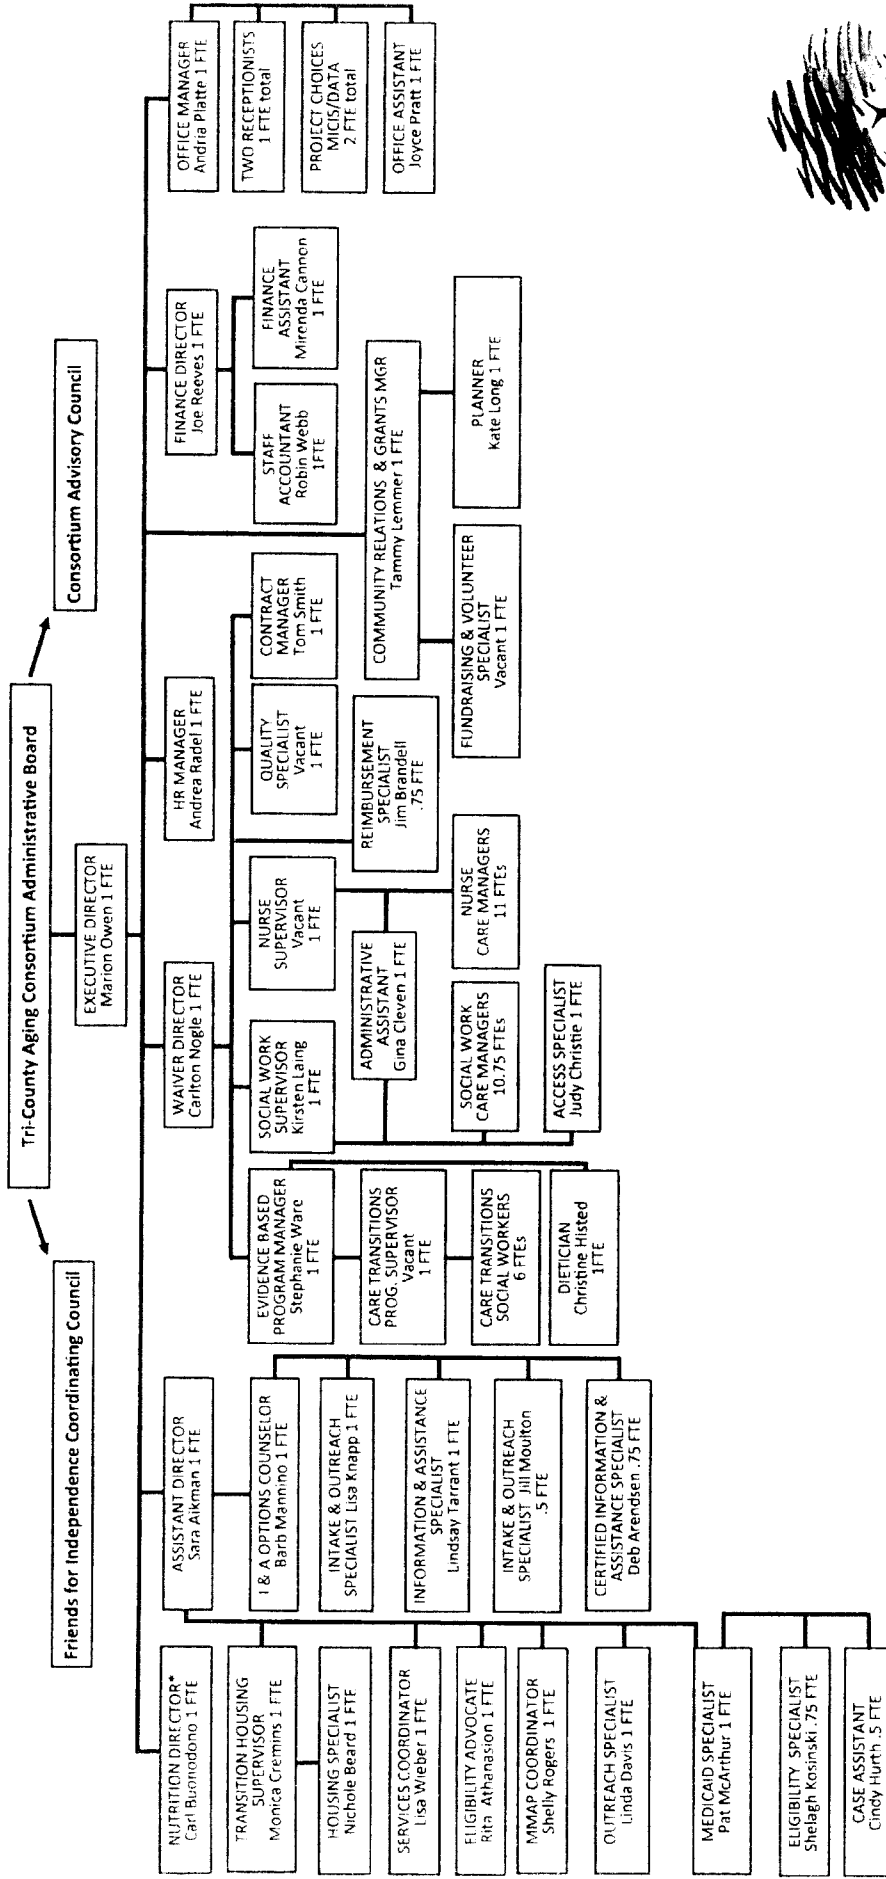 Tri-County Aging Consortium Administrative Board
Friends for Independence Coordinating Council
Consortium Advisory Council
EXECUTIVE DIRECTOR
Marion Owen 1 FTE
NUTRITION DIRECTOR*
Carl Buonodono 1 FTE
TRANSITION HOUSING
SUPERVISOR
Monica Cremins 1 FTE
HOUSING SPECIALIST
Nichole Beard 1 FTE
SERVICES COORDINATOR
Lisa Wieber 1 FTE
ELIGIBILITY ADVOCATE
Rita Athanasion 1 FTE
MMAP COORDINATOR
Shelly Rogers 1 FTE
OUTREACH SPECIALIST
Linda Davis 1 FTE
MEDICAID SPECIALIST
Pat McArthur 1 FTE
ELIGIBILITY SPECIALIST
Shelagh Kosinski .75 FTE
CASE ASSISTANT
Cindy Hurth .5 FTE
ASSISTANT DIRECTOR
Sara Aikman 1 FTE
I & A OPTIONS COUNSELOR
Barb Mannino 1 FTE
INTAKE & OUTREACH
SPECIALIST Lisa Knapp 1 FTE
INFORMATION & ASSISTANCE
SPECIALIST
Lindsay Tarrant 1 FTE
INTAKE & OUTREACH
SPECIALIST Jill Moulton
.5 FTE
CERTIFIED INFORMATION &
ASSISTANCE SPECIALIST
Deb Arendsen .75 FTE
WAIVER DIRECTOR
Carlton Nogle 1 FTE
EVIDENCE BASED
PROGRAM MANAGER
Stephanie Ware
1 FTE
CARE TRANSITIONS
PROG. SUPERVISOR
Vacant
1 FTE
CARE TRANSITIONS
SOCIAL WORKERS
6 FTEs
DIETICIAN
Christine Histed
1FTE
SOCIAL WORK
SUPERVISOR
Kirsten Laing
1 FTE
NURSE
SUPERVISOR
Vacant
1 FTE
ADMINISTRATIVE
ASSISTANT
Gina Cleven 1 FTE
SOCIAL WORK
CARE MANAGERS
10.75 FTEs
NURSE
CARE MANAGERS
11 FTEs
ACCESS SPECIALIST
Judy Christie 1 FTE
QUALITY
SPECIALIST
Vacant
1 FTE
CONTRACT
MANAGER
Tom Smith
1 FTE
REIMBURSEMENT
SPECIALIST
Jim Brandell
.75 FTE
HR MANAGER
Andrea Radel 1 FTE
COMMUNITY RELATIONS & GRANTS MGR
Tammy Lemmer 1 FTE
FUNDRAISING & VOLUNTEER
SPECIALIST
Vacant 1 FTE
PLANNER
Kate Long 1 FTE
FINANCE DIRECTOR
Joe Reeves 1 FTE
STAFF
ACCOUNTANT
Robin Webb
1FTE
FINANCE
ASSISTANT
Mirenda Cannon
1 FTE
OFFICE MANAGER
Andria Platte 1 FTE
TWO RECEPTIONISTS
1 FTE total
PROJECT CHOICES
MICIS/DATA
2 FTE total
OFFICE ASSISTANT
Joyce Pratt 1 FTE